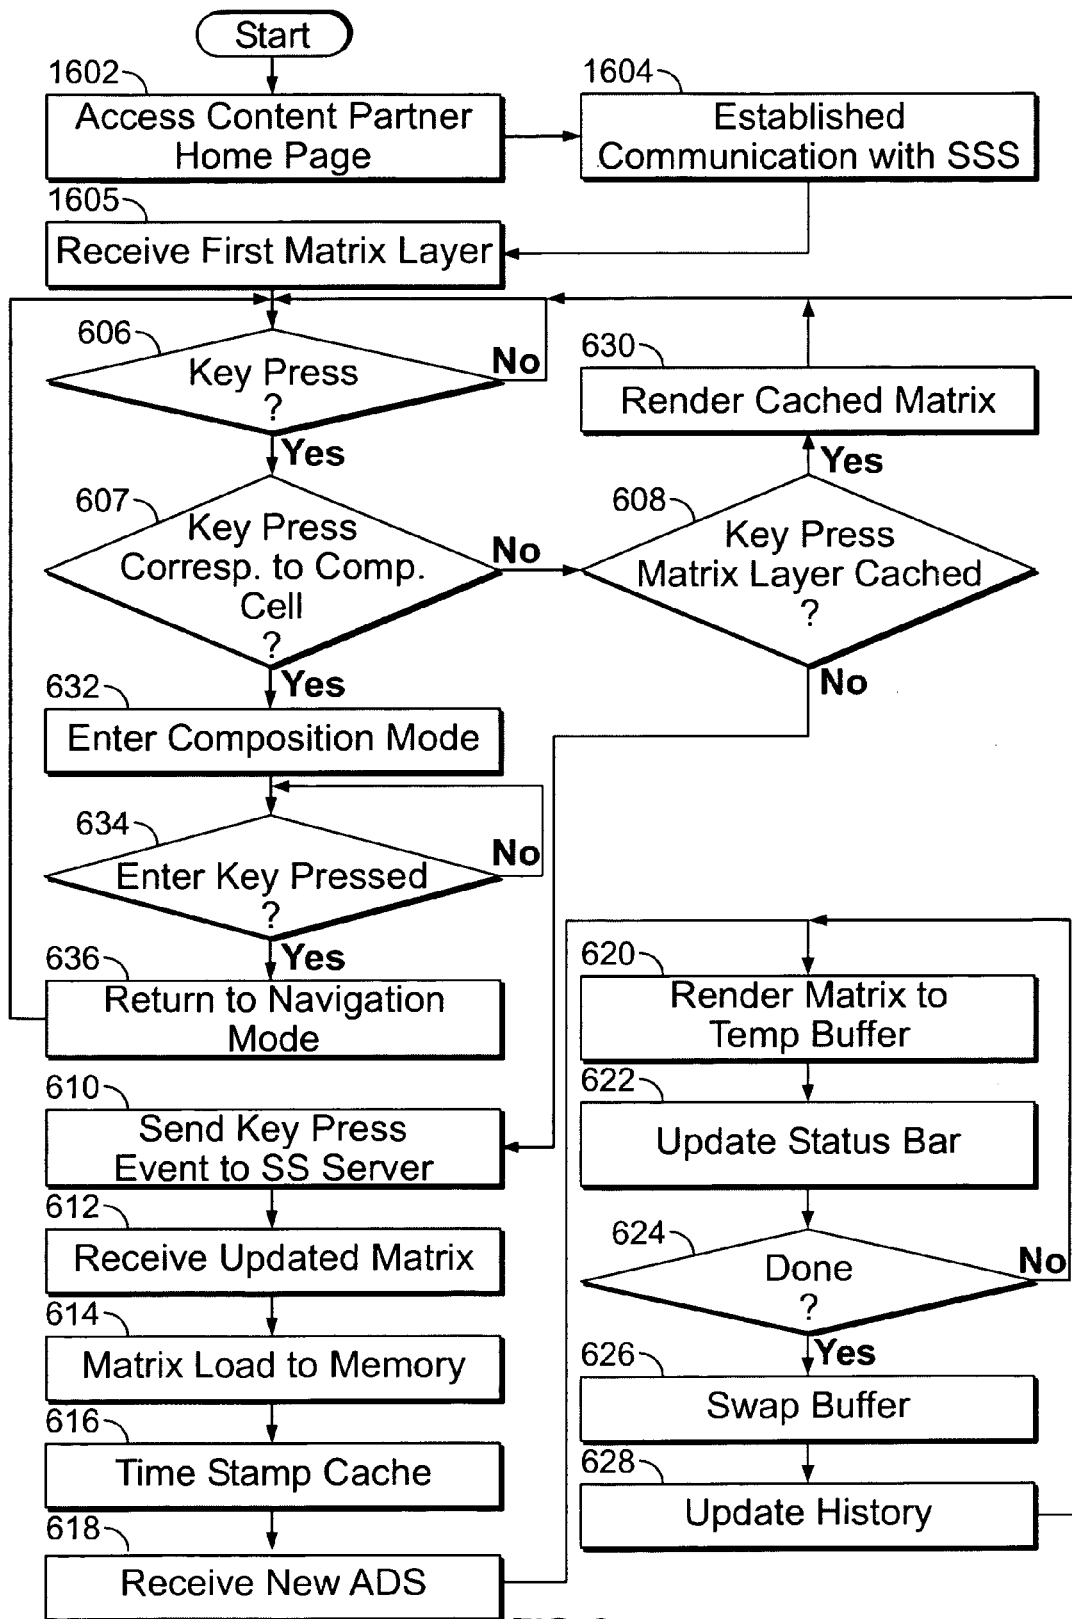 Start
1602
Access Content Partner
Home Page
1604
Established
Communication with SSS
1605
Receive First Matrix Layer
606
Key Press
?
No
Yes
630
Render Cached Matrix
Yes
607
Key Press
Corresp. to Comp.
Cell
?
No
608
Key Press
Matrix Layer Cached
?
Yes
No
632
Enter Composition Mode
634
Enter Key Pressed
?
No
Yes
636
Return to Navigation
Mode
610
Send Key Press
Event to SS Server
612
Receive Updated Matrix
614
Matrix Load to Memory
616
Time Stamp Cache
618
Receive New ADS
620
Render Matrix to
Temp Buffer
622
Update Status Bar
624
Done
?
No
Yes
626
Swap Buffer
628
Update History